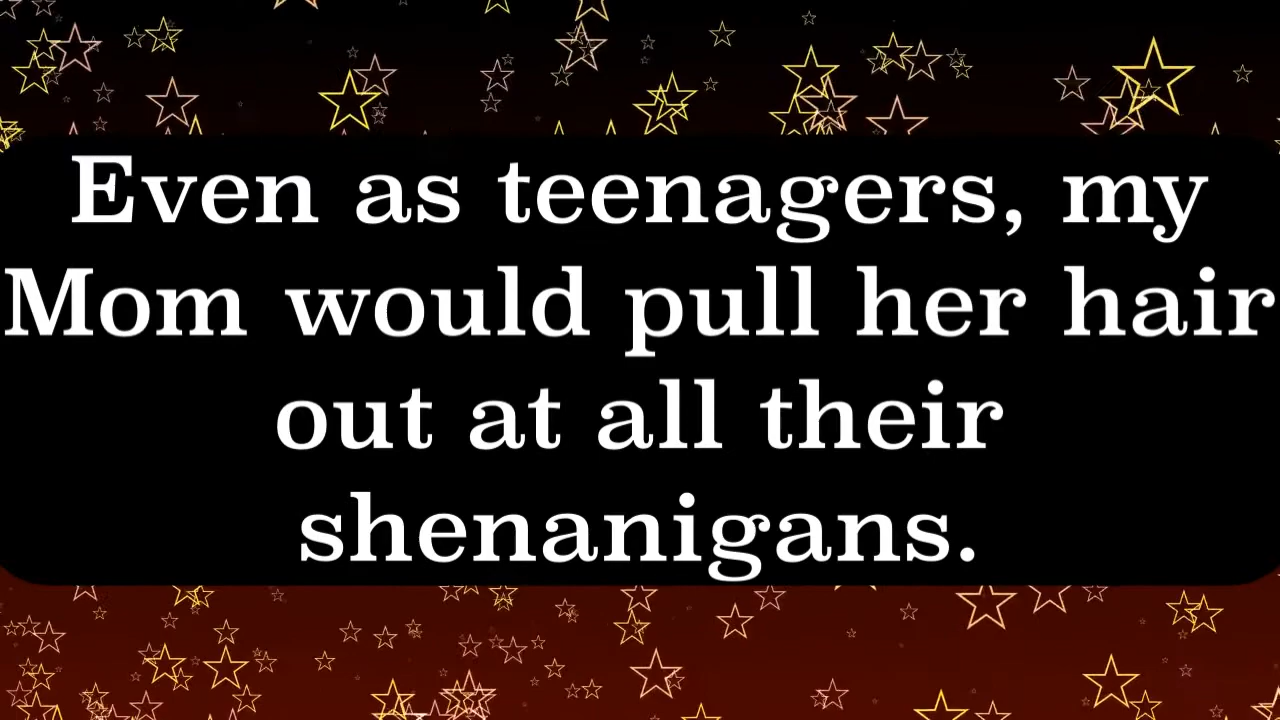 Even as teenagers, my
Mom would pull her hair
out at all their
shenanigans.